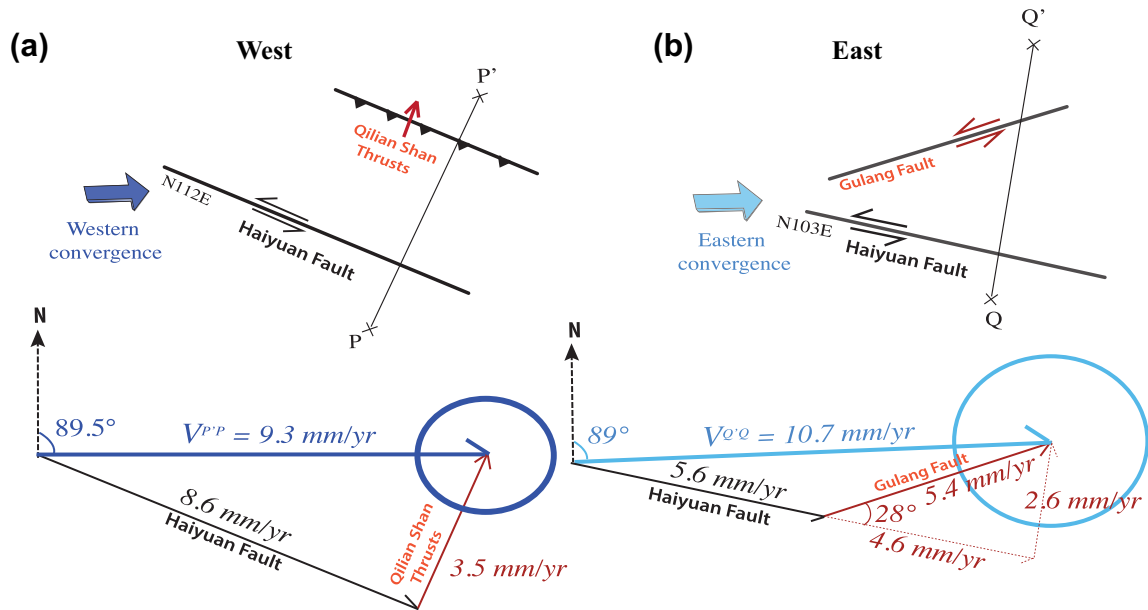 (a)
West
P'
Qilian Shan
Thrusts
N112E
Haiyuan Fault
Western
convergence
P
(b)
East
Q'
Gulang Fault
N103E
Haiyuan Fault
Eastern
convergence
Q
N
89.5°
V^{P'P} = 9.3 mm/yr
8.6 mm/yr
Haiyuan Fault
Qilian Shan
Thrusts
3.5 mm/yr
N
89°
V^{Q'Q} = 10.7 mm/yr
5.6 mm/yr
Haiyuan Fault
Gulang Fault
5.4 mm/yr
28°
2.6 mm/yr
4.6 mm/yr